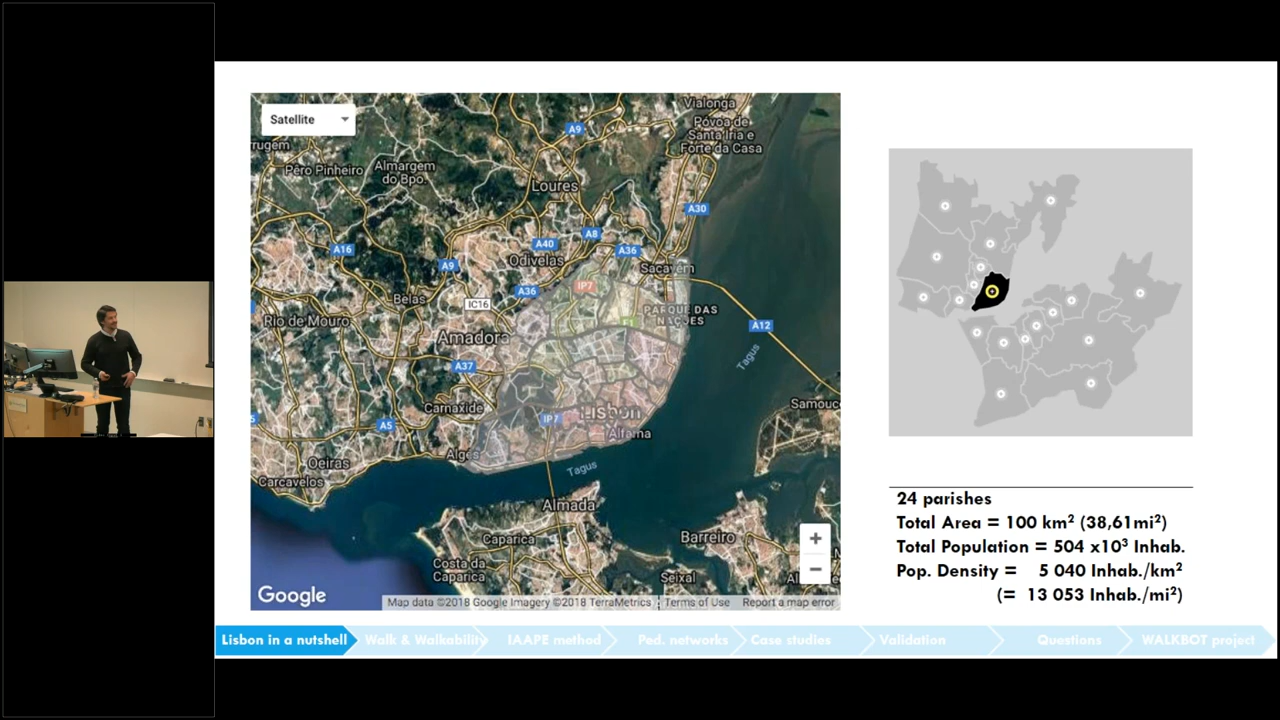 Satellite
Vialonga
Póvoa de
Santa Iria e
Forte da Casa
A9
rrugem
Pêro Pinheiro
Almargem
do Bpo.
Loures
A30
A8
A16
A40
A36
Odivelas
A9
Sacavém
A36
IP7
Belas
IC16
PARQUE DAS
NAÇÕES
Rio de Mouro
A12
Amadora
Tagus
A37
Carnaxide
Samouc
IP7
LISbon
5
A5
Alfama
Algés
Oeiras
Tagus
Carcavelos
Almada
Caparica
Barreiro
Costa da
Caparica
Seixal
Al
+
−
Google
Map data ©2018 Google Imagery ©2018 TerraMetrics
Terms of Use
Report a map error
24 parishes
Total Area = 100 km² (38,61mi²)
Total Population = 504 x10³ Inhab.
Pop. Density = 5 040 Inhab./km²
(= 13 053 Inhab./mi²)
Lisbon in a nutshell
Walk & Walkability
IAAPE method
Ped. networks
Case studies
Validation
Questions
WALKBOT project